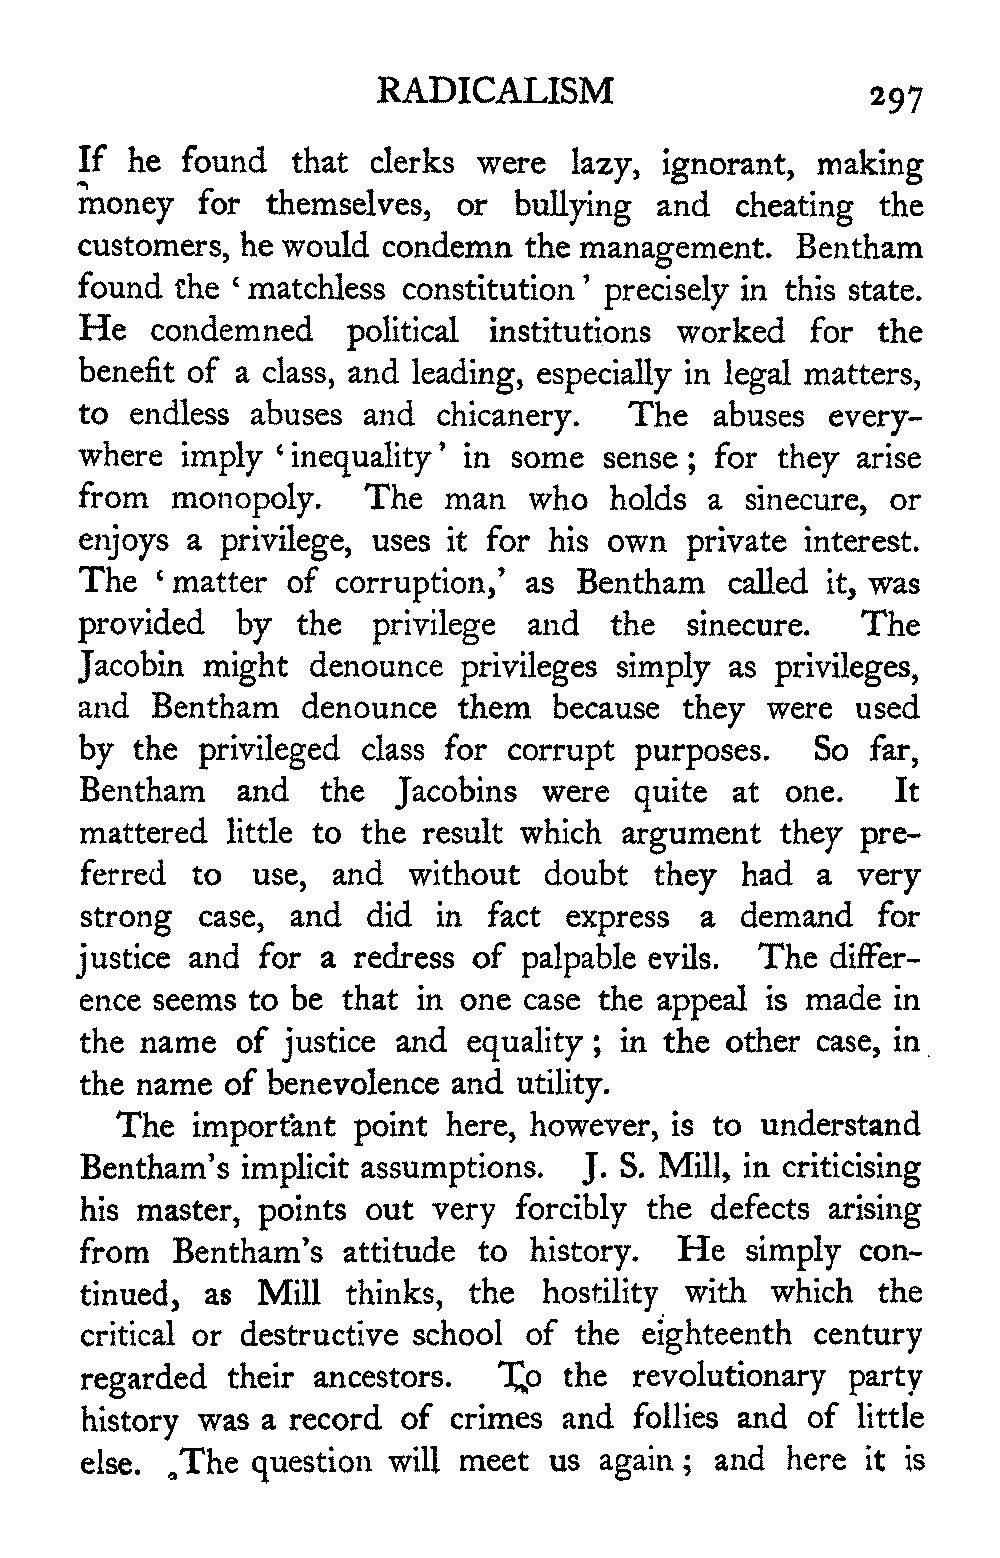 RADICALISM 297
If he found that clerks were lazy, ignorant, making
money for themselves, or bullying and cheating the
customers, he would condemn the management. Bentham
found the ‘ matchless constitution ’ precisely in this state.
He condemned political institutions worked for the
benefit of a class, and leading, especially in legal matters,
to endless abuses and chicanery. The abuses every-
where imply ‘ inequality ’ in some sense ; for they arise
from monopoly. The man who holds a sinecure, or
enjoys a privilege, uses it for his own private interest.
The ‘ matter of corruption,’ as Bentham called it, was
provided by the privilege and the sinecure. The
Jacobin might denounce privileges simply as privileges,
and Bentham denounce them because they were used
by the privileged class for corrupt purposes. So far,
Bentham and the Jacobins were quite at one. It
mattered little to the result which argument they pre-
ferred to use, and without doubt they had a very
strong case, and did in fact express a demand for
justice and for a redress of palpable evils. The differ-
ence seems to be that in one case the appeal is made in
the name of justice and equality ; in the other case, in
the name of benevolence and utility.
The important point here, however, is to understand
Bentham's implicit assumptions. J. S. Mill, in criticising
his master, points out very forcibly the defects arising
from Bentham's attitude to history. He simply con-
tinued, as Mill thinks, the hostility with which the
critical or destructive school of the eighteenth century
regarded their ancestors. To the revolutionary party
history was a record of crimes and follies and of little
else. The question will meet us again ; and here it is